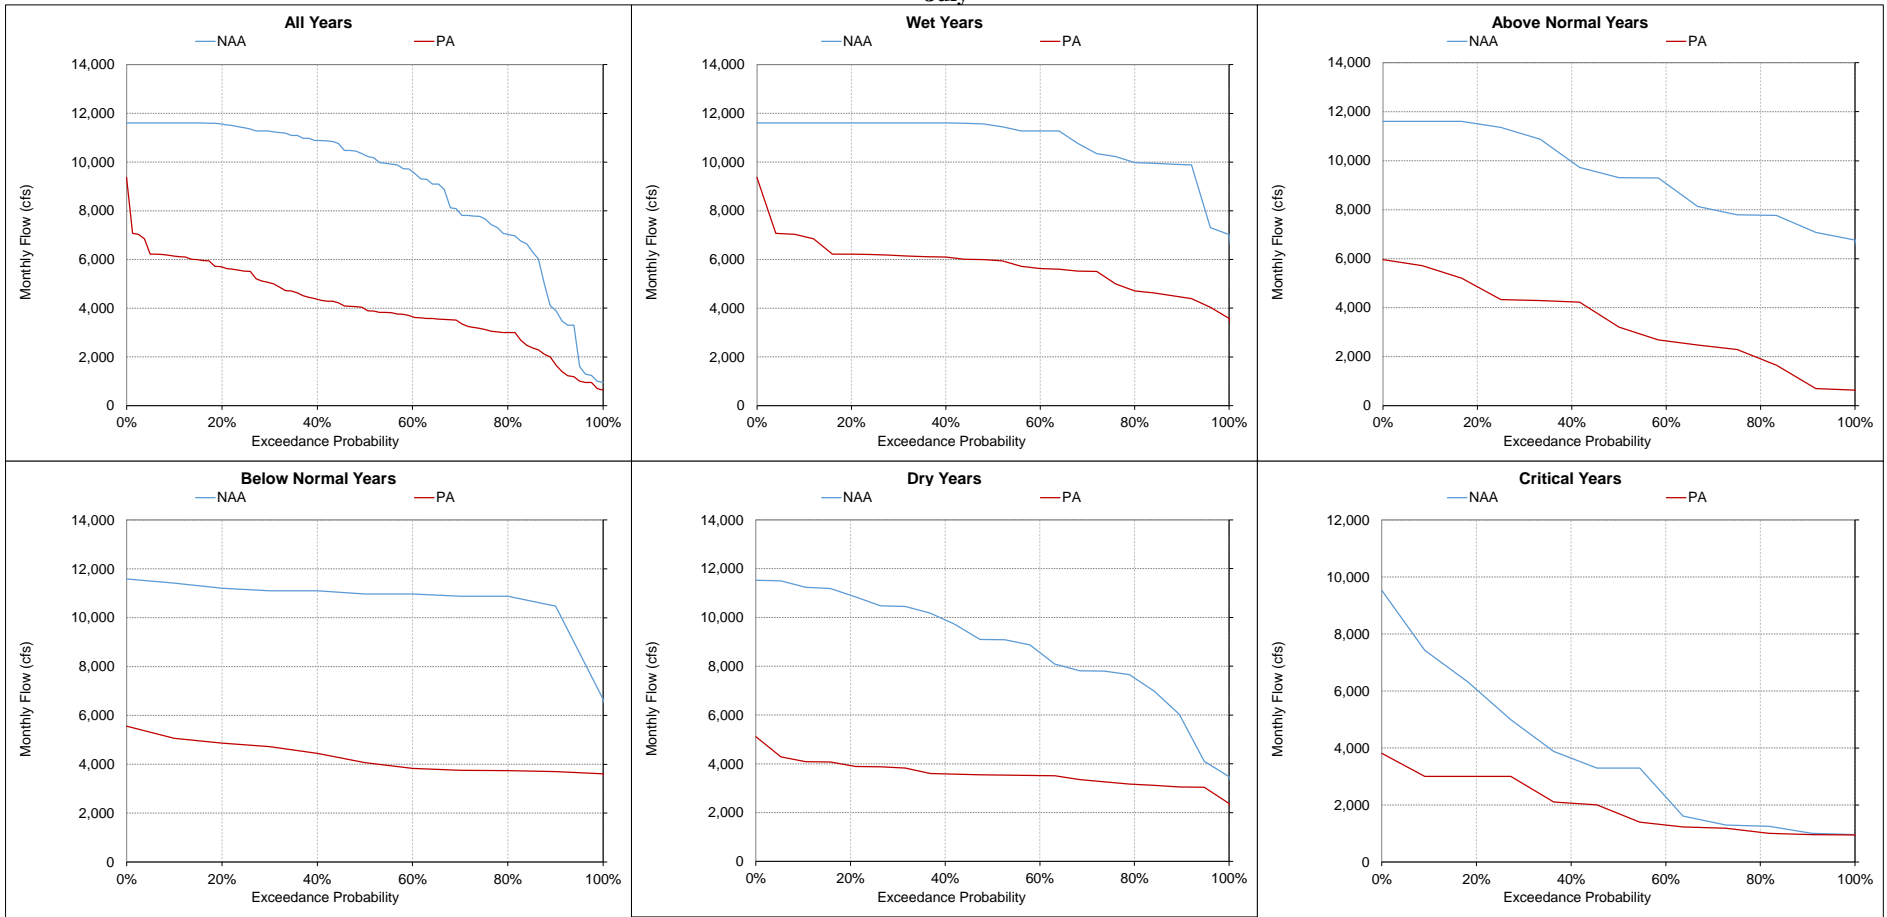 All Years
NAA PA
14,000
12,000
10,000
8,000
6,000
4,000
2,000
0
Monthly Flow (cfs)
0% 20% 40% 60% 80% 100%
Exceedance Probability
Wet Years
NAA PA
14,000
12,000
10,000
8,000
6,000
4,000
2,000
0
Monthly Flow (cfs)
0% 20% 40% 60% 80% 100%
Exceedance Probability
Above Normal Years
NAA PA
14,000
12,000
10,000
8,000
6,000
4,000
2,000
0
Monthly Flow (cfs)
0% 20% 40% 60% 80% 100%
Exceedance Probability
Below Normal Years
NAA PA
14,000
12,000
10,000
8,000
6,000
4,000
2,000
0
Monthly Flow (cfs)
0% 20% 40% 60% 80% 100%
Exceedance Probability
Dry Years
NAA PA
14,000
12,000
10,000
8,000
6,000
4,000
2,000
0
Monthly Flow (cfs)
0% 20% 40% 60% 80% 100%
Exceedance Probability
Critical Years
NAA PA
12,000
10,000
8,000
6,000
4,000
2,000
0
Monthly Flow (cfs)
0% 20% 40% 60% 80% 100%
Exceedance Probability